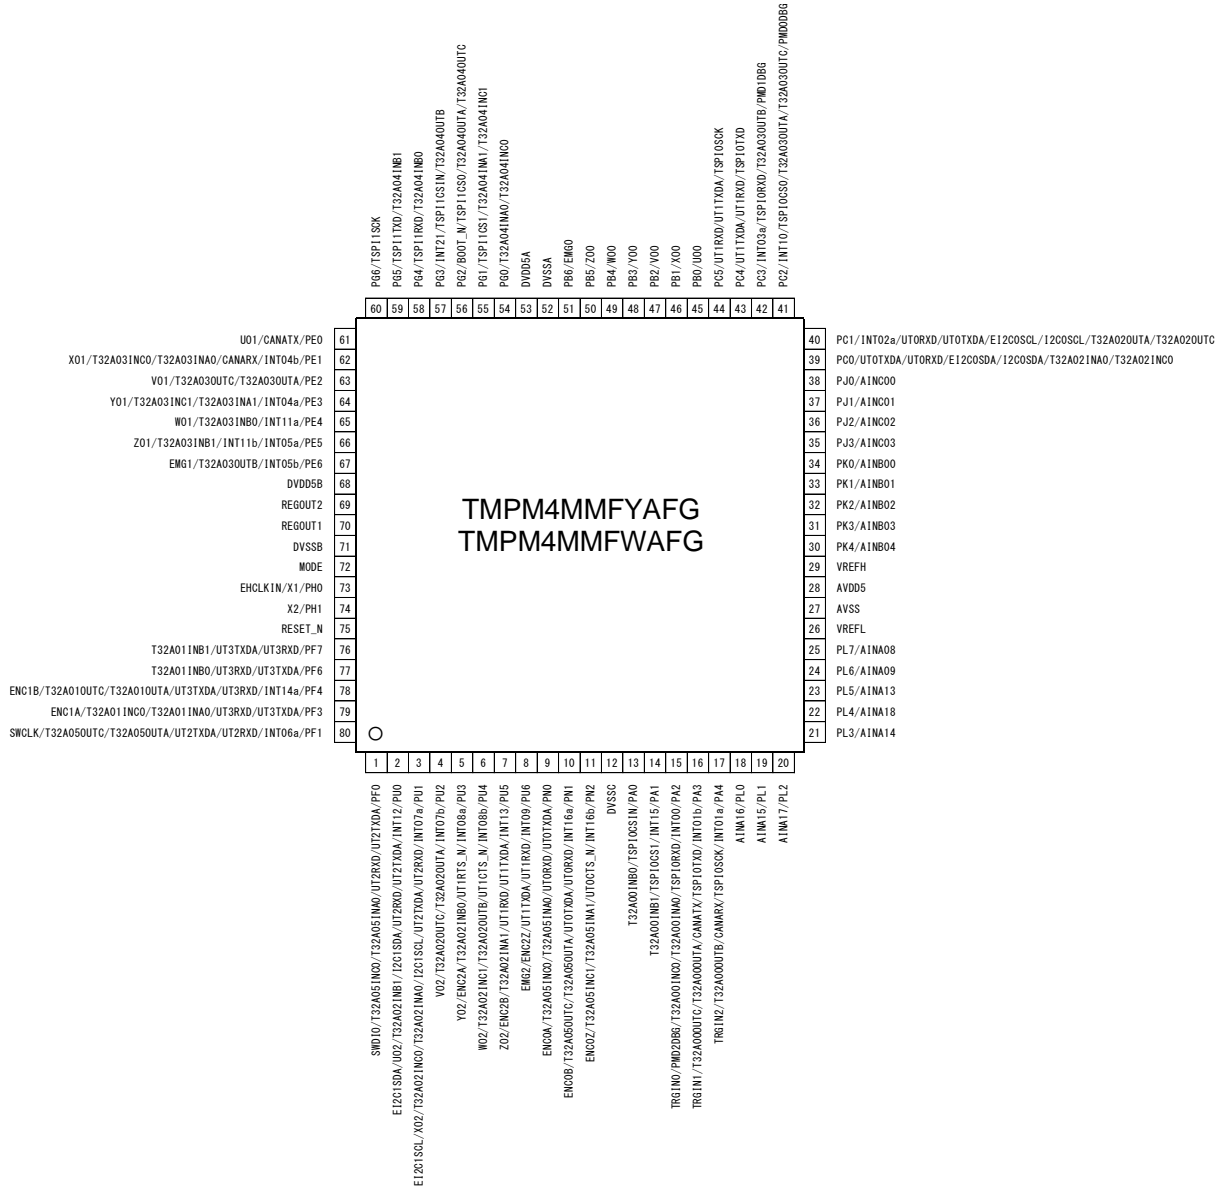 PG6/TSPI1SCK
PG5/TSPI1TXD/T32A04INB1
PG4/TSPI1RXD/T32A04INB0
PG3/INT21/TSPI1CSIN/T32A04OUTB
PG2/BOOT_N/TSPI1CS0/T32A04OUTA/T32A04OUTC
PG1/TSPI1CS1/T32A04INA1/T32A04INC1
PG0/T32A04INA0/T32A04INC0
DVDD5A
DVSSA
PB6/EMG0
PB5/ZO0
PB4/WO0
PB3/YO0
PB2/VO0
PB1/XO0
PB0/UO0
PC5/UT1RXD/UT1TXDA/TSPI0SCK
PC4/UT1TXDA/UT1RXD/TSPI0TXD
PC3/INT03a/TSPI0RXD/T32A03OUTB/PMD1DBG
PC2/INT10/TSPI0CS0/T32A03OUTA/T32A03OUTC/PMD0DBG
60 59 58 57 56 55 54 53 52 51 50 49 48 47 46 45 44 43 42 41
UO1/CANATX/PE0 61
XO1/T32A03INC0/T32A03INA0/CANARX/INT04b/PE1 62
VO1/T32A03OUTC/T32A03OUTA/PE2 63
YO1/T32A03INC1/T32A03INA1/INT04a/PE3 64
WO1/T32A03INB0/INT11a/PE4 65
ZO1/T32A03INB1/INT11b/INT05a/PE5 66
EMG1/T32A03OUTB/INT05b/PE6 67
DVDD5B 68
REGOUT2 69
REGOUT1 70
DVSSB 71
MODE 72
EHCLKIN/X1/PH0 73
X2/PH1 74
RESET_N 75
T32A01INB1/UT3TXDA/UT3RXD/PF7 76
T32A01INB0/UT3RXD/UT3TXDA/PF6 77
ENC1B/T32A01OUTC/T32A01OUTA/UT3TXDA/UT3RXD/INT14a/PF4 78
ENC1A/T32A01INC0/T32A01INA0/UT3RXD/UT3TXDA/PF3 79
SWCLK/T32A05OUTC/T32A05OUTA/UT2TXDA/UT2RXD/INT06a/PF1 80
TMPM4MMFYAFG
TMPM4MMFWAFG
40 PC1/INT02a/UT0RXD/UT0TXDA/EI2C0SCL/I2C0SCL/T32A02OUTA/T32A02OUTC
39 PC0/UT0TXDA/UT0RXD/EI2C0SDA/I2C0SDA/T32A02INA0/T32A02INC0
38 PJ0/AINC00
37 PJ1/AINC01
36 PJ2/AINC02
35 PJ3/AINC03
34 PK0/AINB00
33 PK1/AINB01
32 PK2/AINB02
31 PK3/AINB03
30 PK4/AINB04
29 VREFH
28 AVDD5
27 AVSS
26 VREFL
25 PL7/AINA08
24 PL6/AINA09
23 PL5/AINA13
22 PL4/AINA18
21 PL3/AINA14
1 2 3 4 5 6 7 8 9 10 11 12 13 14 15 16 17 18 19 20
SWDIO/T32A05INC0/T32A05INA0/UT2RXD/UT2TXDA/PF0
EI2C1SDA/UO2/T32A02INB1/I2C1SDA/UT2RXD/UT2TXDA/INT12/PU0
EI2C1SCL/XO2/T32A02INC0/T32A02INA0/I2C1SCL/UT2TXDA/UT2RXD/INT07a/PU1
VO2/T32A02OUTC/T32A02OUTA/INT07b/PU2
YO2/ENC2A/T32A02INB0/UT1RTS_N/INT08a/PU3
WO2/T32A02INC1/T32A02OUTB/UT1CTS_N/INT08b/PU4
ZO2/ENC2B/T32A02INA1/UT1RXD/UT1TXDA/INT13/PU5
EMG2/ENC2Z/UT1TXDA/UT1RXD/INT09/PU6
ENC0A/T32A05INC0/T32A05INA0/UT0RXD/UT0TXDA/PN0
ENC0B/T32A05OUTC/T32A05OUTA/UT0TXDA/UT0RXD/INT16a/PN1
ENC0Z/T32A05INC1/T32A05INA1/UT0CTS_N/INT16b/PN2
DVSSC
T32A00INB0/TSPI0CSIN/PA0
T32A00INB1/TSPI0CS1/INT15/PA1
TRGIN0/PMD2DBG/T32A00INC0/T32A00INA0/TSPI0RXD/INT00/PA2
TRGIN1/T32A00OUTC/T32A00OUTA/CANATX/TSPI0TXD/INT01b/PA3
TRGIN2/T32A00OUTB/CANARX/TSPI0SCK/INT01a/PA4
AINA16/PL0
AINA15/PL1
AINA17/PL2